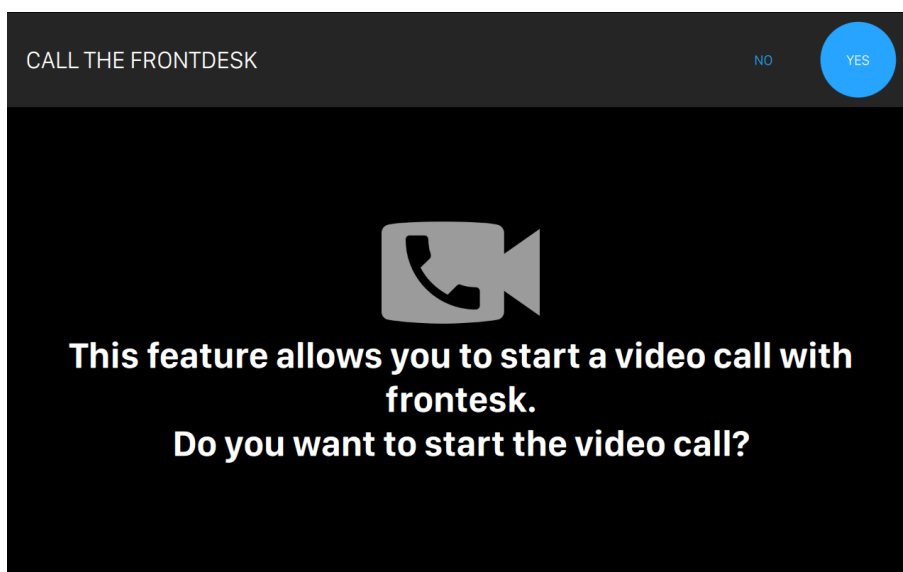 CALL THE FRONTDESK
NO
YES
This feature allows you to start a video call with
frontesk.
Do you want to start the video call?